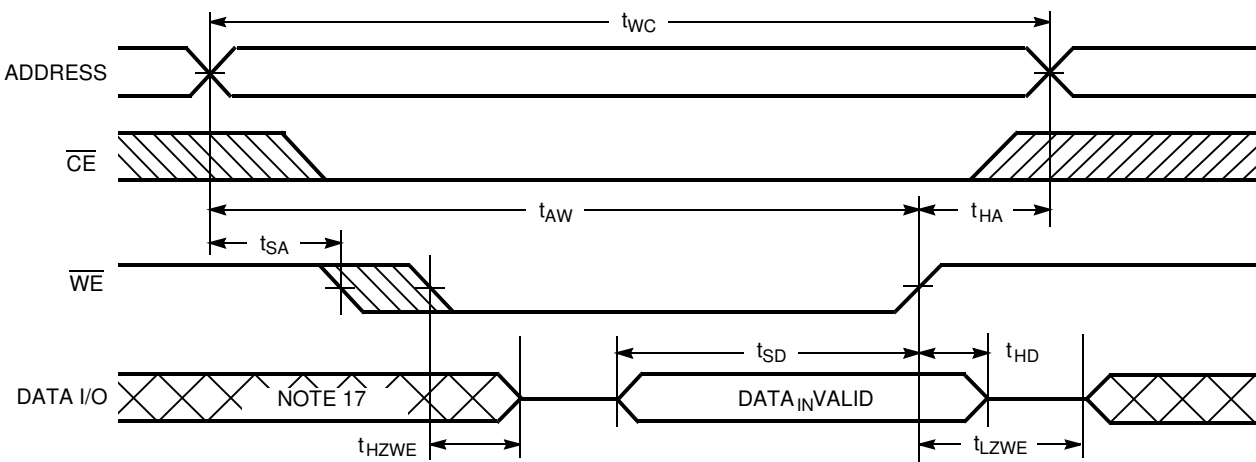 tWC
ADDRESS
CE
tAW
tHA
tSA
WE
tSD
tHD
DATA I/O
NOTE 17
DATAINVALID
tHZWE
tLZWE